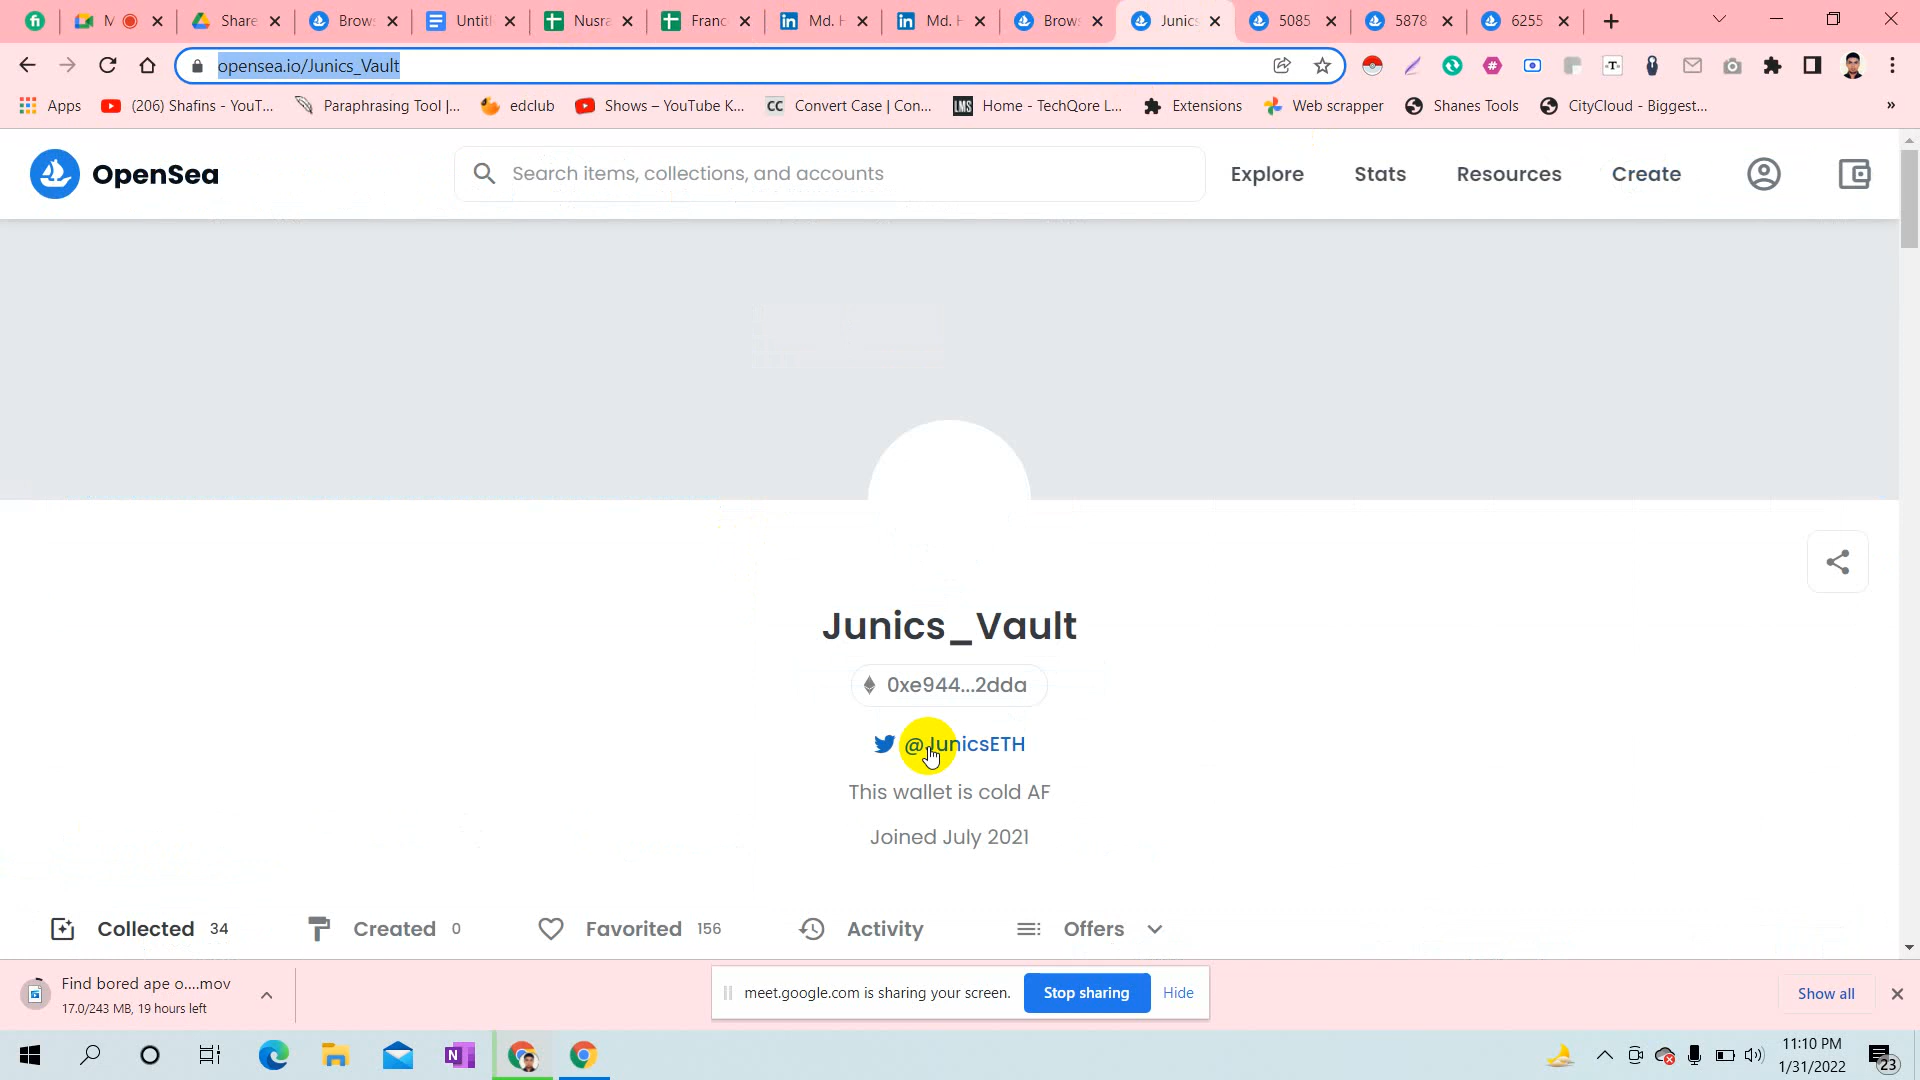 M
Share
Brow
Untitl
Nusra
Franc
Md. H
Md. H
Brow
Junics
5085
5878
6255
opensea.io/Junics_Vault
Apps
(206) Shafins - YouT...
Paraphrasing Tool |...
edclub
Shows – YouTube K...
CC Convert Case | Con...
LMS Home - TechQore L...
Extensions
Web scrapper
Shanes Tools
CityCloud - Biggest...
»
OpenSea
Search items, collections, and accounts
Explore
Stats
Resources
Create
Junics_Vault
0xe944...2dda
@JunicsETH
This wallet is cold AF
Joined July 2021
Collected 34
Created 0
Favorited 156
Activity
Offers
Find bored ape o....mov
17.0/243 MB, 19 hours left
meet.google.com is sharing your screen.
Stop sharing
Hide
Show all
11:10 PM
1/31/2022
23